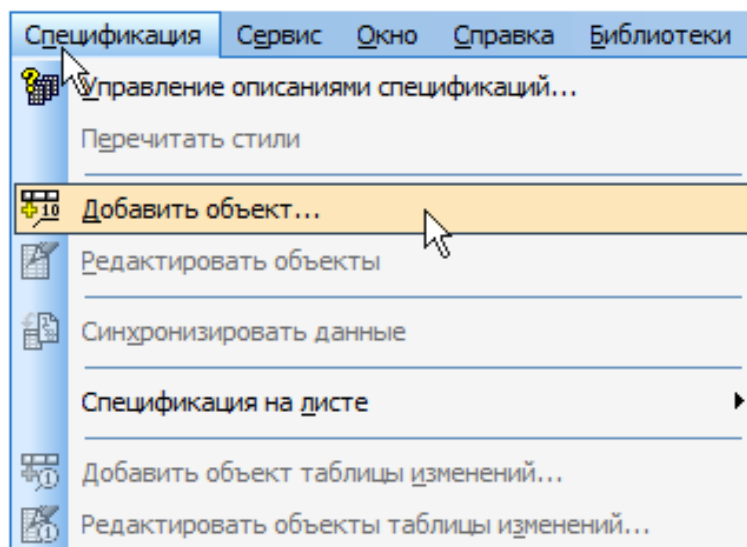 Спецификация Сервис Окно Справка Библиотеки
Управление описаниями спецификаций...
Перечитать стили
Добавить объект...
Редактировать объекты
Синхронизировать данные
Спецификация на листе
Добавить объект таблицы изменений...
Редактировать объекты таблицы изменений...